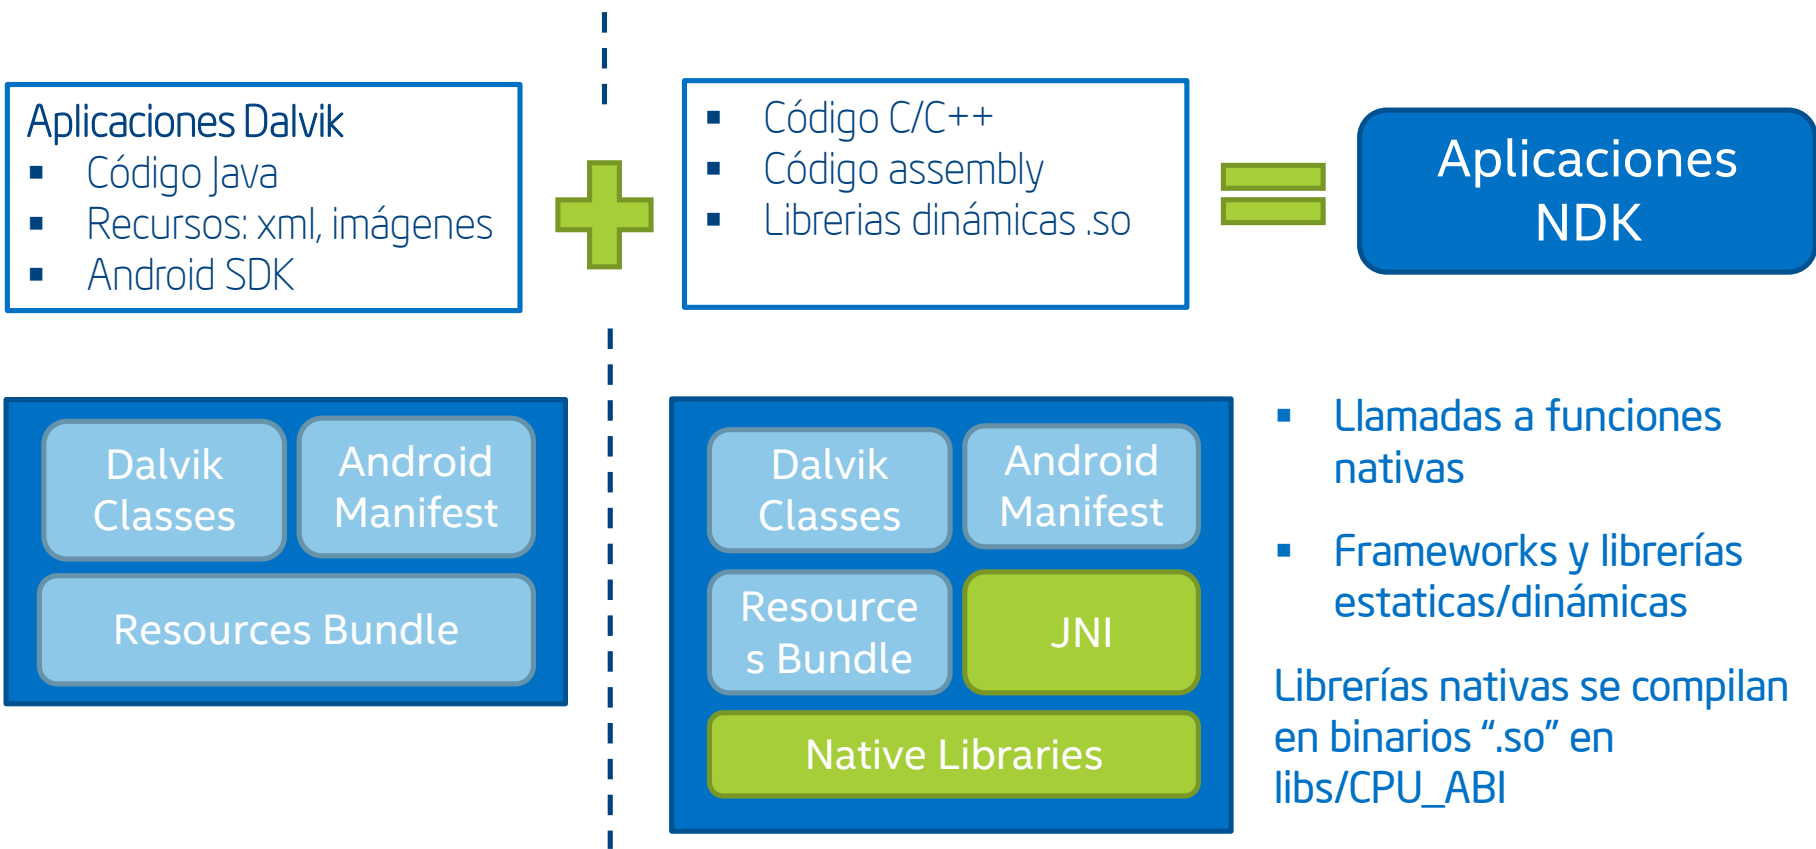 Aplicaciones Dalvik
▪ Código Java
▪ Recursos: xml, imágenes
▪ Android SDK
▪ Código C/C++
▪ Código assembly
▪ Librerias dinámicas .so
Aplicaciones
NDK
Dalvik
Classes
Android
Manifest
Resources Bundle
Dalvik
Classes
Android
Manifest
Resource
s Bundle
JNI
Native Libraries
▪ Llamadas a funciones
nativas
▪ Frameworks y librerías
estaticas/dinámicas
Librerías nativas se compilan
en binarios “.so” en
libs/CPU_ABI